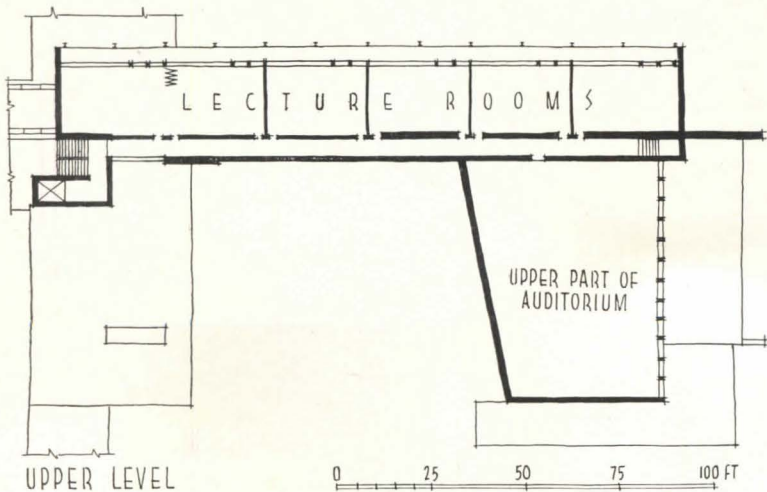 LECTURE ROOMS
UPPER PART OF
AUDITORIUM
UPPER LEVEL
0 25 50 75 100 FT